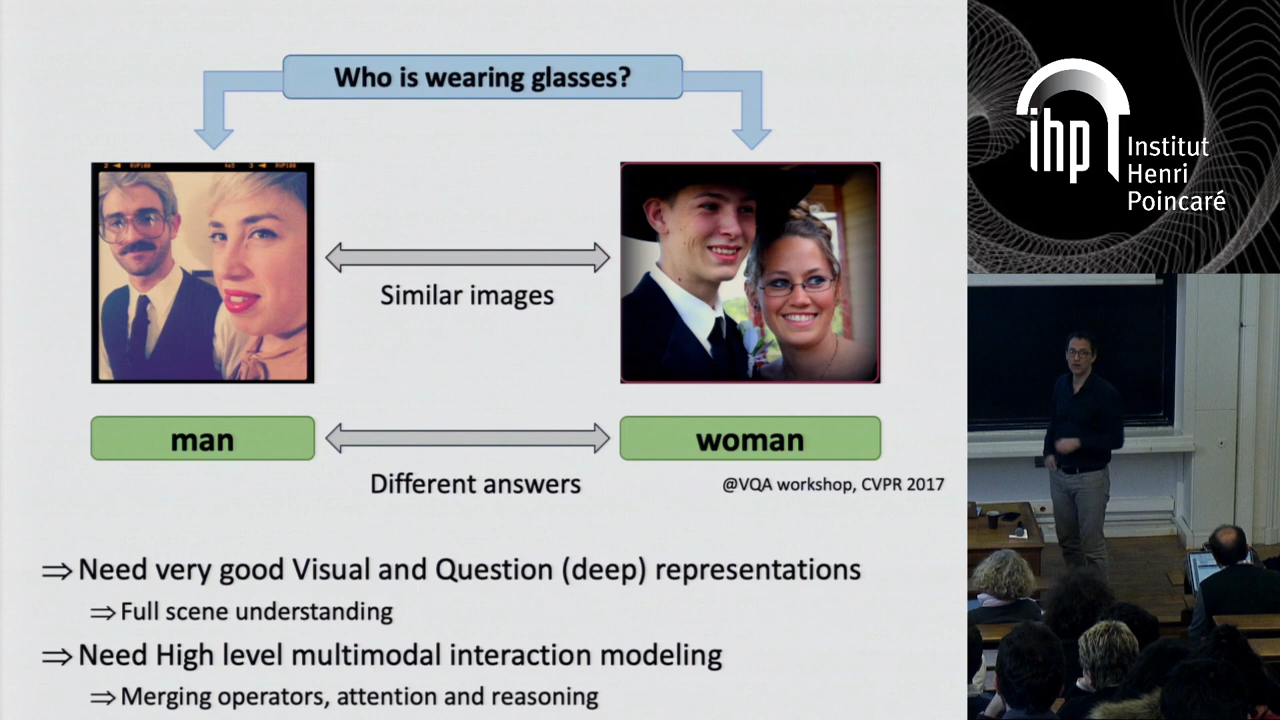 Who is wearing glasses?
Similar images
man
woman
Different answers
@VQA workshop, CVPR 2017
⇒ Need very good Visual and Question (deep) representations
⇒ Full scene understanding
⇒ Need High level multimodal interaction modeling
⇒ Merging operators, attention and reasoning
ihp
Institut
Henri
Poincaré